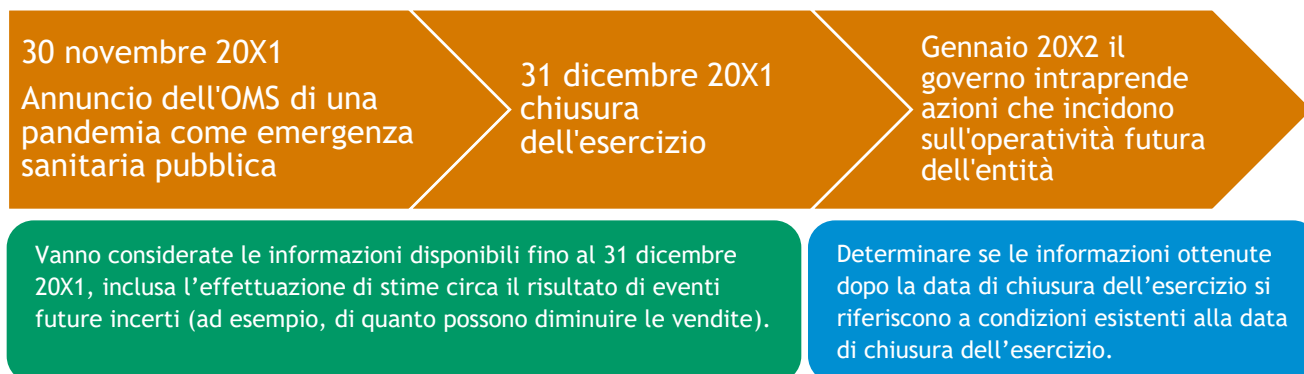 30 novembre 20X1
Annuncio dell'OMS di una
pandemia come emergenza
sanitaria pubblica
31 dicembre 20X1
chiusura
dell'esercizio
Gennaio 20X2 il
governo intraprende
azioni che incidono
sull'operatività futura
dell'entità
Vanno considerate le informazioni disponibili fino al 31 dicembre
20X1, inclusa l’effettuazione di stime circa il risultato di eventi
future incerti (ad esempio, di quanto possono diminuire le vendite).
Determinare se le informazioni ottenute
dopo la data di chiusura dell’esercizio si
riferiscono a condizioni esistenti alla data
di chiusura dell’esercizio.